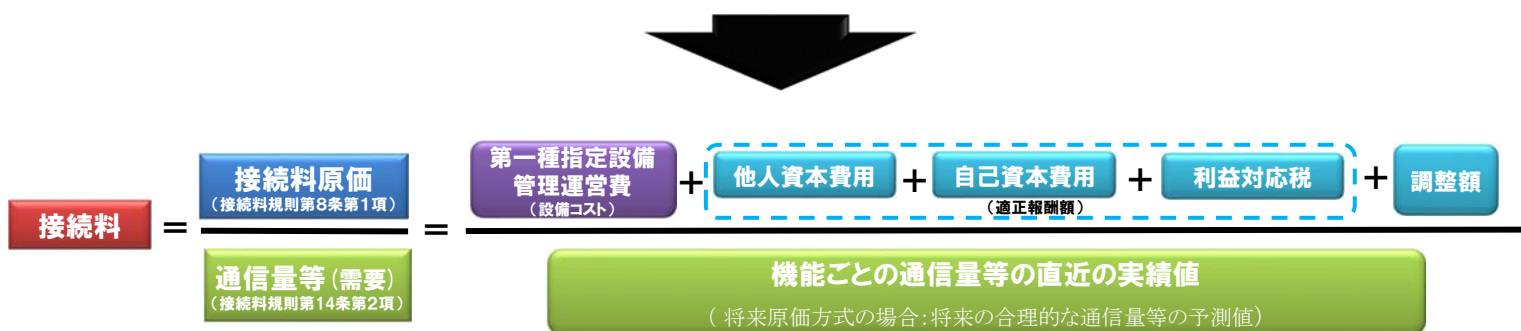 接続料
＝
接続料原価
（接続料規則第8条第1項）
通信量等（需要）
（接続料規則第14条第2項）
＝
第一種指定設備
管理運営費
（設備コスト）
＋
他人資本費用
＋
自己資本費用
（適正報酬額）
＋
利益対応税
＋
調整額
機能ごとの通信量等の直近の実績値
（ 将来原価方式の場合：将来の合理的な通信量等の予測値）